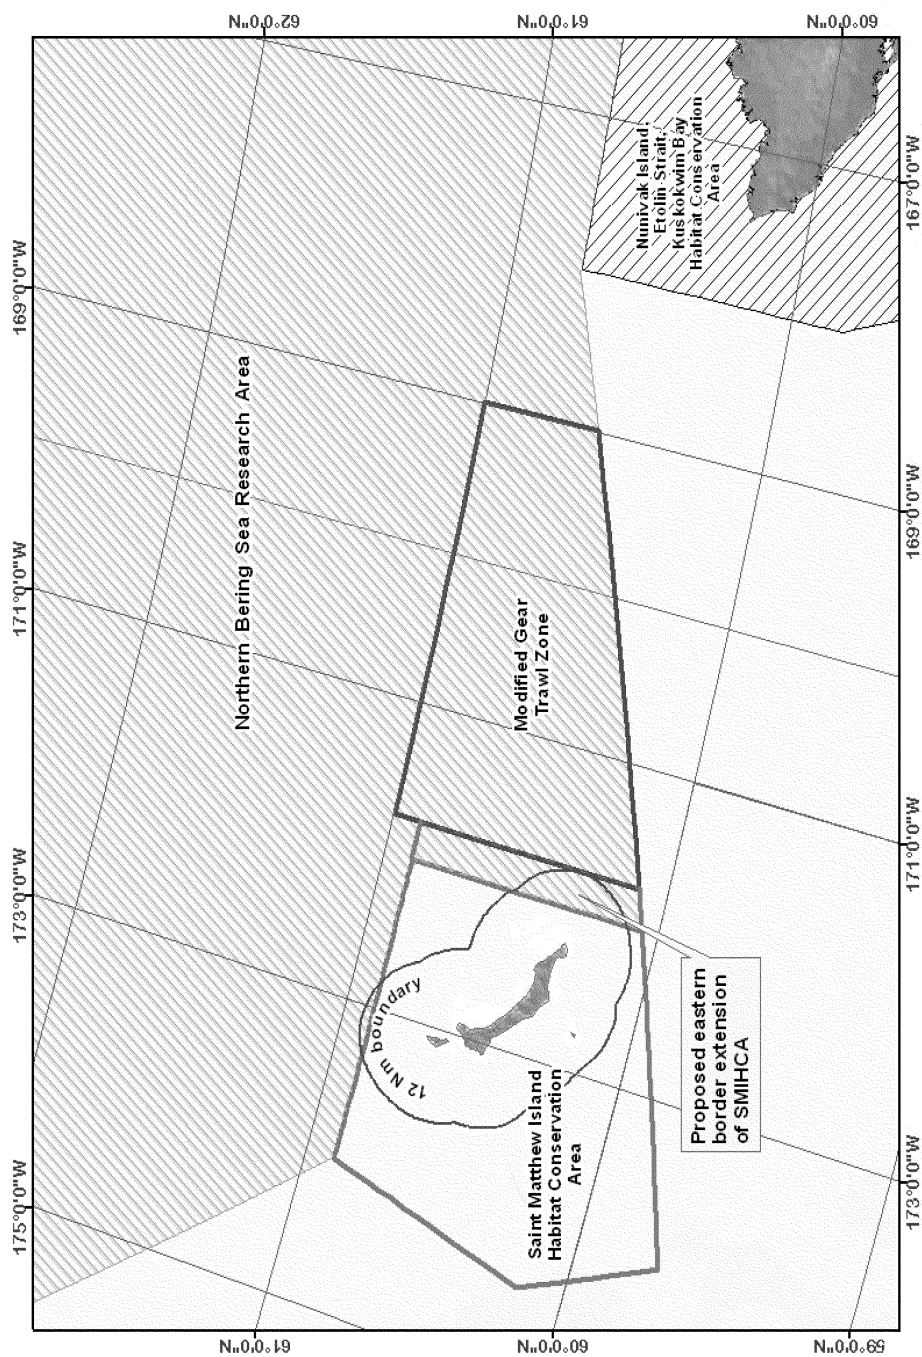 175°0'0"W
173°0'0"W
171°0'0"W
169°0'0"W
62°0'0"N
61°0'0"N
60°0'0"N
61°0'0"N
60°0'0"N
59°0'0"N
Northern Bering Sea Research Area
12 Nm boundary
Modified Gear
Trawl Zone
Saint Matthew Island
Habitat Conservation
Area
Nunivak Island,
Etolin Strait,
Kuskokwim Bay
Habitat Conservation
Area
Proposed eastern
border extension
of SMIHCA
173°0'0"W
171°0'0"W
169°0'0"W
167°0'0"W